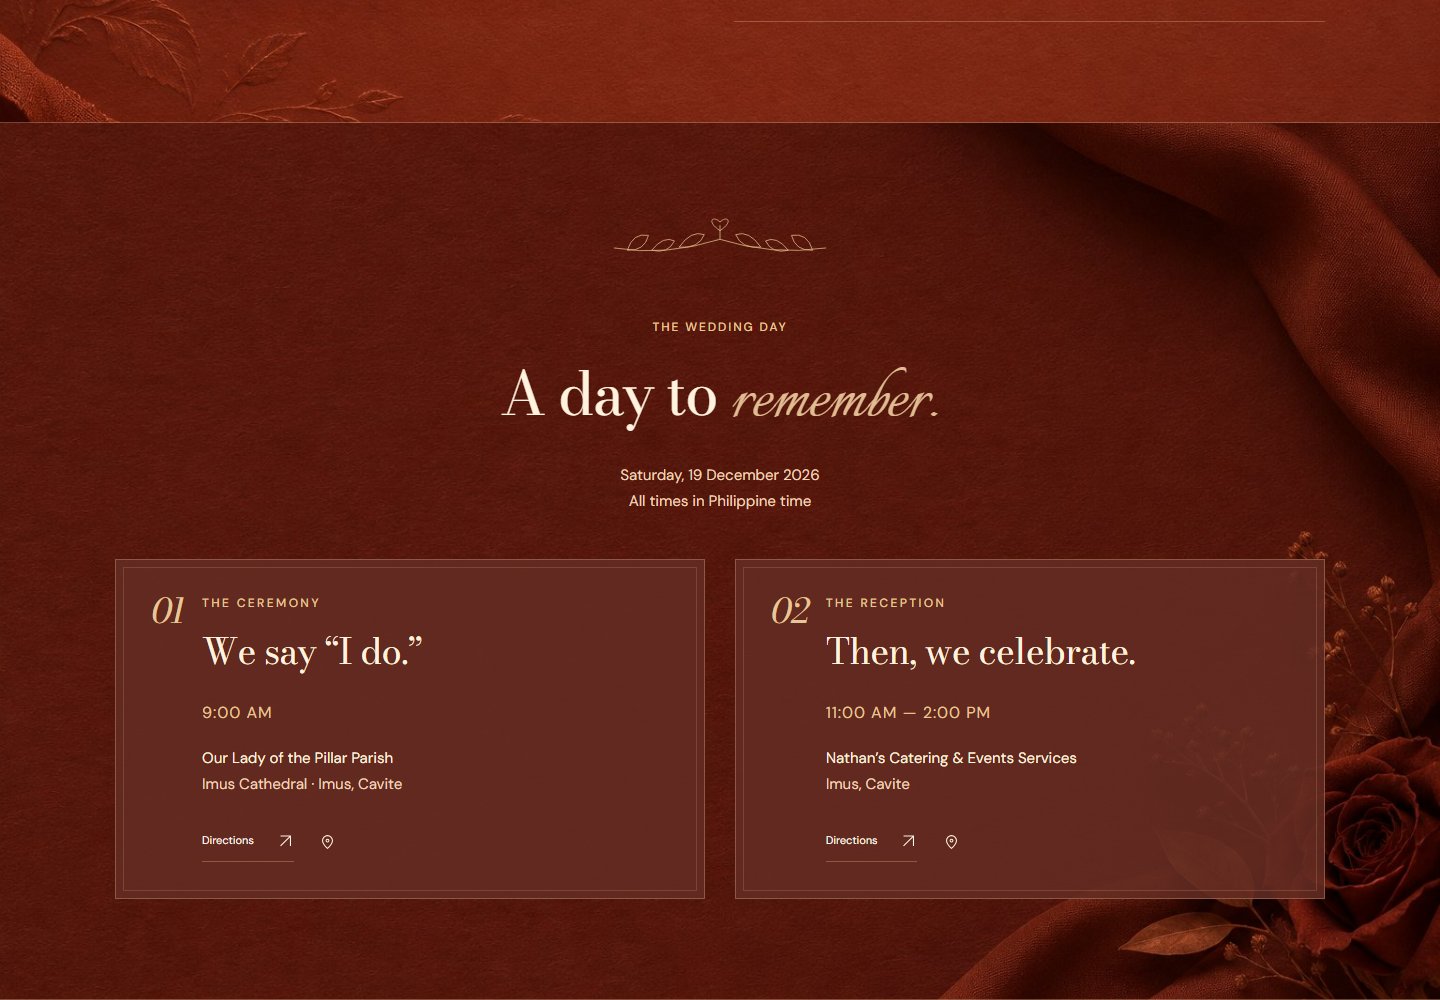 THE WEDDING DAY
A day to remember.
Saturday, 19 December 2026
All times in Philippine time
01
THE CEREMONY
We say “I do.”
9:00 AM
Our Lady of the Pillar Parish
Imus Cathedral · Imus, Cavite
Directions
02
THE RECEPTION
Then, we celebrate.
11:00 AM — 2:00 PM
Nathan’s Catering & Events Services
Imus, Cavite
Directions